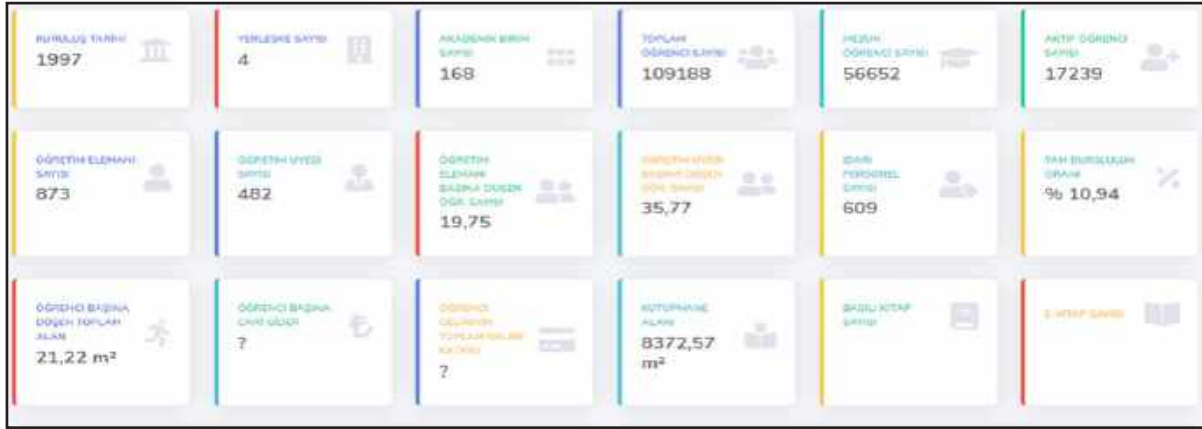 KURULUŞ TARİHİ
1997
YERLEŞKE SAYISI
4
AKADEMİK BİRİM
SAYISI
168
TOPLAM
ÖĞRENCİ SAYISI
109188
MEZUN
ÖĞRENCİ SAYISI
56652
AKTİF ÖĞRENCİ
SAYISI
17239
ÖĞRETİM ELEMANI
SAYISI
873
ÖĞRETİM ÜYESİ
SAYISI
482
ÖĞRETİM
ELEMANI
BAŞINA DÜŞEN
ÖĞR. SAYISI
19,75
ÖĞRETİM ÜYESİ
BAŞINA DÜŞEN
ÖĞR. SAYISI
35,77
İDARİ
PERSONEL
SAYISI
609
TAM BURSLULUK
ORANI
% 10,94
ÖĞRENCİ BAŞINA
DÜŞEN TOPLAM
ALAN
21,22 m²
ÖĞRENCİ BAŞINA
CARİ GİDER
?
ÖĞRENCİ
?
KÜTÜPHANE
ALANI
8372,57
m²
BASILI KİTAP
SAYISI
E-KİTAP SAYISI